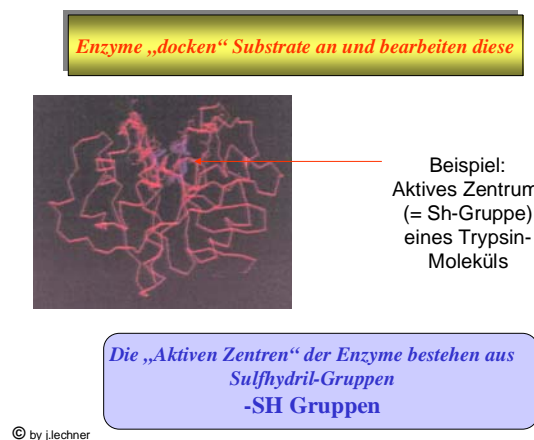 Enzyme „docken“ Substrate an und bearbeiten diese
Beispiel:
Aktives Zentrum
(= Sh-Gruppe)
eines Trypsin-
Moleküls
Die „Aktiven Zentren“ der Enzyme bestehen aus
Sulfhydril-Gruppen
-SH Gruppen
© by j.lechner